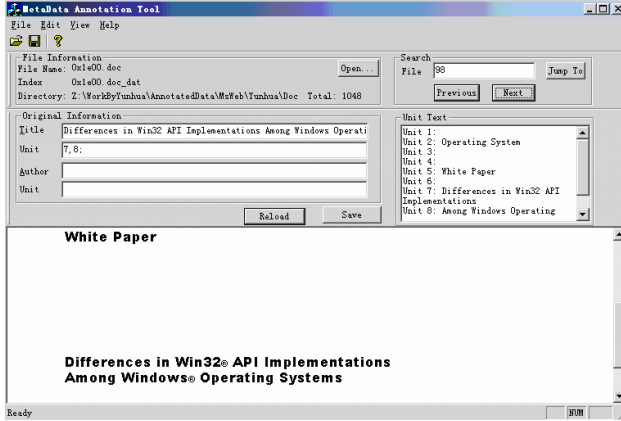 MetaData Annotation Tool
File Edit View Help
File Information
File Name: 0x1e00.doc
Open...
Index 0x1e00.doc_dat
Directory: Z:\WorkByYunhua\AnnotatedData\MsWeb\Yunhua\Doc Total: 1048
Search
File 98
Jump To
Previous Next
Original Information
Title Differences in Win32 API Implementations Among Windows Operati
Unit 7,8;
Author
Unit
Reload Save
Unit Text
Unit 1:
Unit 2: Operating System
Unit 3:
Unit 4:
Unit 5: White Paper
Unit 6:
Unit 7: Differences in Win32 API
Implementations
Unit 8: Among Windows Operating
White Paper
Differences in Win32® API Implementations
Among Windows® Operating Systems
Ready NUM